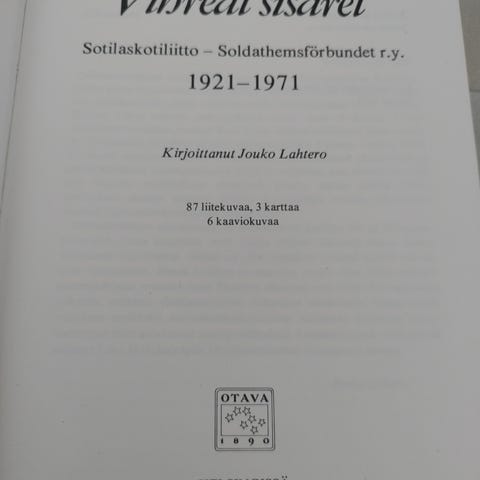 Vihreät sisaret
Sotilaskotiliitto – Soldathemsförbundet r.y.
1921–1971
Kirjoittanut Jouko Lahtero
87 liitekuvaa, 3 karttaa
6 kaaviokuvaa
OTAVA
1890